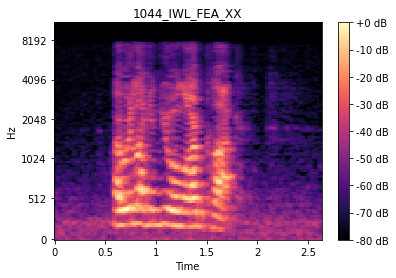 1044_IWL_FEA_XX
+0 dB
8192
-10 dB
4096
-20 dB
-30 dB
2048
Hz
-40 dB
1024
-50 dB
512
-60 dB
-70 dB
0
-80 dB
0 0.5 1 1.5 2 2.5
Time